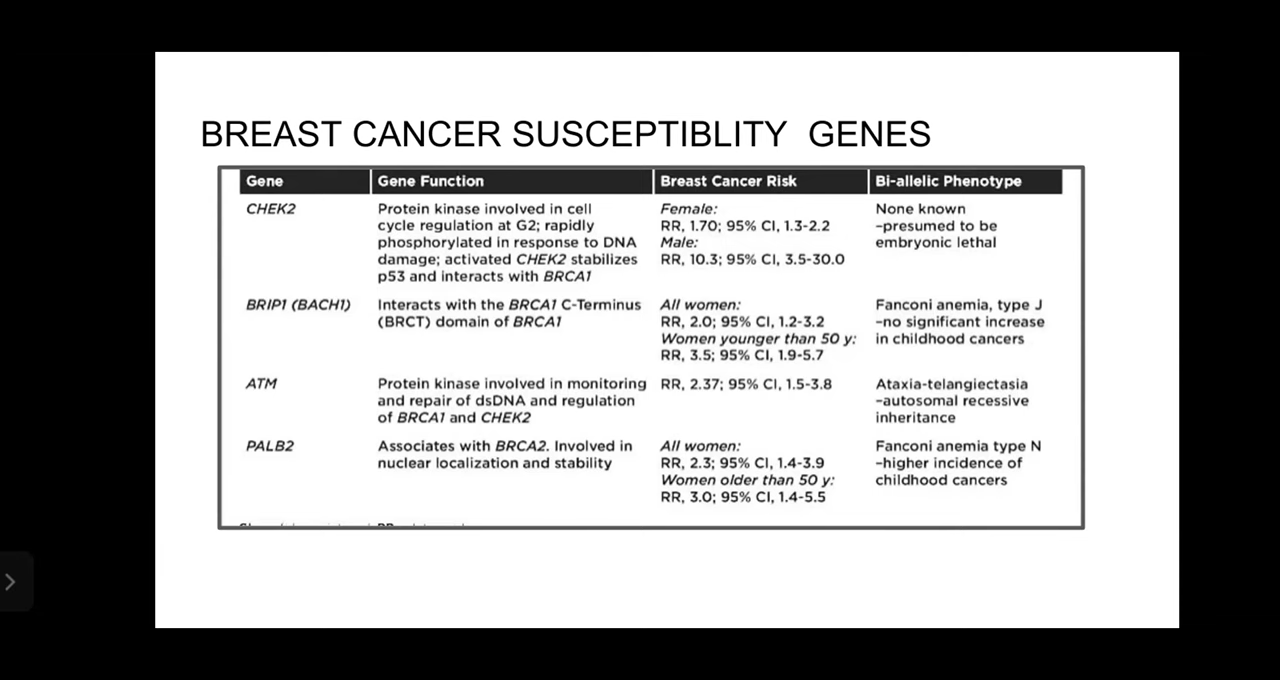 BREAST CANCER SUSCEPTIBLITY GENES
Gene Gene Function Breast Cancer Risk Bi-allelic Phenotype
CHEK2
Protein kinase involved in cell
cycle regulation at G2; rapidly
phosphorylated in response to DNA
damage; activated CHEK2 stabilizes
p53 and interacts with BRCA1
Female:
RR, 1.70; 95% CI, 1.3-2.2
Male:
RR, 10.3; 95% CI, 3.5-30.0
None known
–presumed to be
embryonic lethal
BRIP1 (BACH1)
Interacts with the BRCA1 C-Terminus
(BRCT) domain of BRCA1
All women:
RR, 2.0; 95% CI, 1.2-3.2
Women younger than 50 y:
RR, 3.5; 95% CI, 1.9-5.7
Fanconi anemia, type J
–no significant increase
in childhood cancers
ATM
Protein kinase involved in monitoring
and repair of dsDNA and regulation
of BRCA1 and CHEK2
RR, 2.37; 95% CI, 1.5-3.8
Ataxia-telangiectasia
–autosomal recessive
inheritance
PALB2
Associates with BRCA2. Involved in
nuclear localization and stability
All women:
RR, 2.3; 95% CI, 1.4-3.9
Women older than 50 y:
RR, 3.0; 95% CI, 1.4-5.5
Fanconi anemia type N
–higher incidence of
childhood cancers